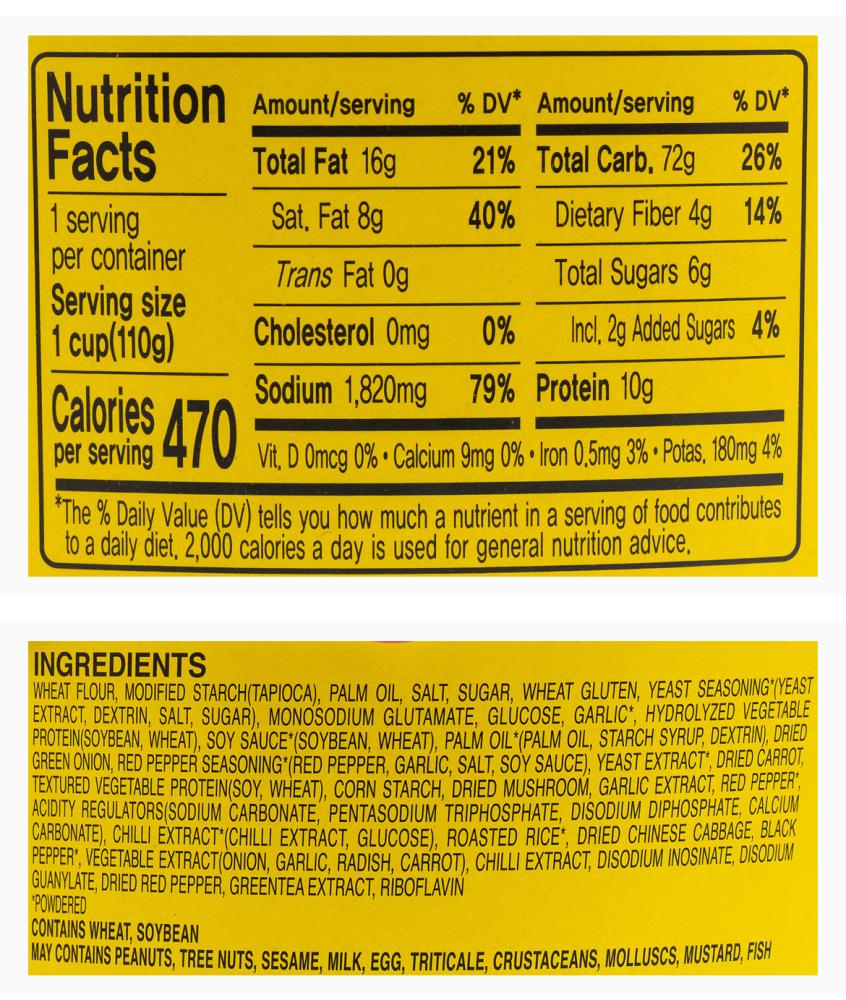 Nutrition
Facts
1 serving
per container
Serving size
1 cup(110g)
Calories
per serving 470
Amount/serving % DV*
Total Fat 16g 21%
Sat. Fat 8g 40%
Trans Fat 0g
Cholesterol 0mg 0%
Sodium 1,820mg 79%
Amount/serving % DV*
Total Carb. 72g 26%
Dietary Fiber 4g 14%
Total Sugars 6g
Incl. 2g Added Sugars 4%
Protein 10g
Vit. D 0mcg 0% • Calcium 9mg 0% • Iron 0.5mg 3% • Potas. 180mg 4%
*The % Daily Value (DV) tells you how much a nutrient in a serving of food contributes
to a daily diet. 2,000 calories a day is used for general nutrition advice.
INGREDIENTS
WHEAT FLOUR, MODIFIED STARCH(TAPIOCA), PALM OIL, SALT, SUGAR, WHEAT GLUTEN, YEAST SEASONING*(YEAST
EXTRACT, DEXTRIN, SALT, SUGAR), MONOSODIUM GLUTAMATE, GLUCOSE, GARLIC*, HYDROLYZED VEGETABLE
PROTEIN(SOYBEAN, WHEAT), SOY SAUCE*(SOYBEAN, WHEAT), PALM OIL*(PALM OIL, STARCH SYRUP, DEXTRIN), DRIED
GREEN ONION, RED PEPPER SEASONING*(RED PEPPER, GARLIC, SALT, SOY SAUCE), YEAST EXTRACT*, DRIED CARROT,
TEXTURED VEGETABLE PROTEIN(SOY, WHEAT), CORN STARCH, DRIED MUSHROOM, GARLIC EXTRACT, RED PEPPER*,
ACIDITY REGULATORS(SODIUM CARBONATE, PENTASODIUM TRIPHOSPHATE, DISODIUM DIPHOSPHATE, CALCIUM
CARBONATE), CHILLI EXTRACT*(CHILLI EXTRACT, GLUCOSE), ROASTED RICE*, DRIED CHINESE CABBAGE, BLACK
PEPPER*, VEGETABLE EXTRACT(ONION, GARLIC, RADISH, CARROT), CHILLI EXTRACT, DISODIUM INOSINATE, DISODIUM
GUANYLATE, DRIED RED PEPPER, GREENTEA EXTRACT, RIBOFLAVIN
*POWDERED
CONTAINS WHEAT, SOYBEAN
MAY CONTAINS PEANUTS, TREE NUTS, SESAME, MILK, EGG, TRITICALE, CRUSTACEANS, MOLLUSCS, MUSTARD, FISH